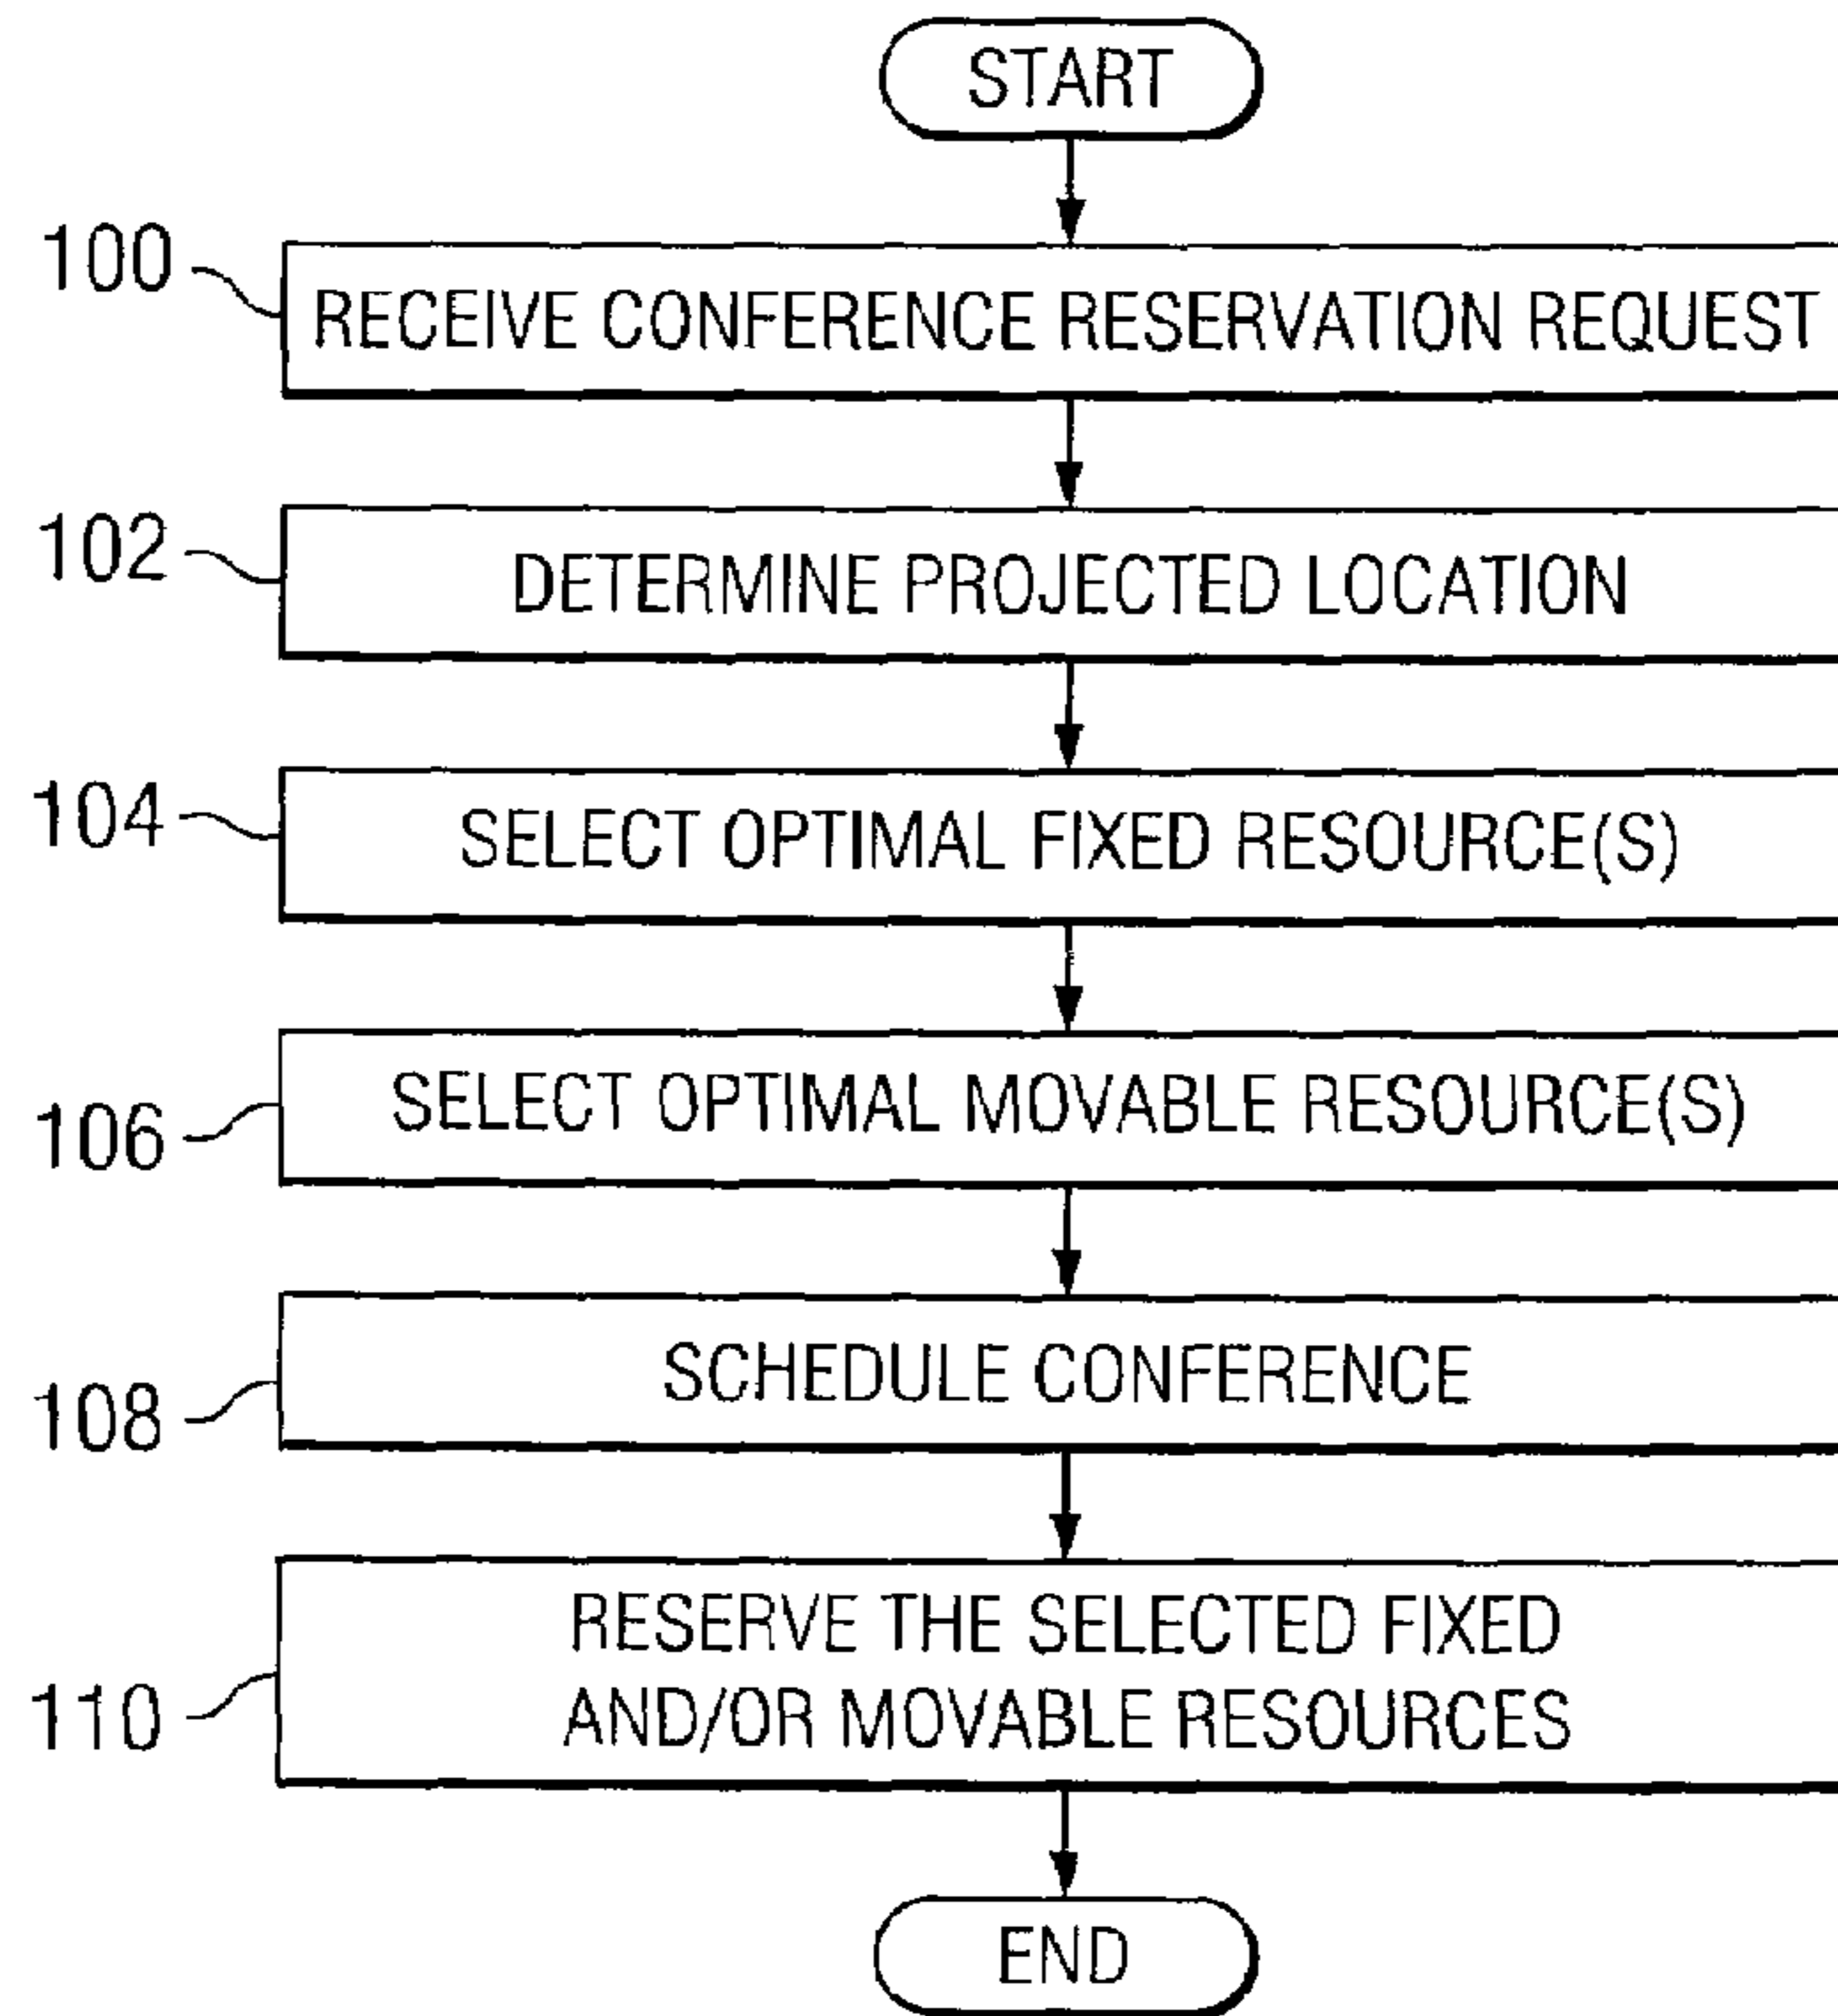 START
100
RECEIVE CONFERENCE RESERVATION REQUEST
102
DETERMINE PROJECTED LOCATION
104
SELECT OPTIMAL FIXED RESOURCE(S)
106
SELECT OPTIMAL MOVABLE RESOURCE(S)
108
SCHEDULE CONFERENCE
110
RESERVE THE SELECTED FIXED
AND/OR MOVABLE RESOURCES
END